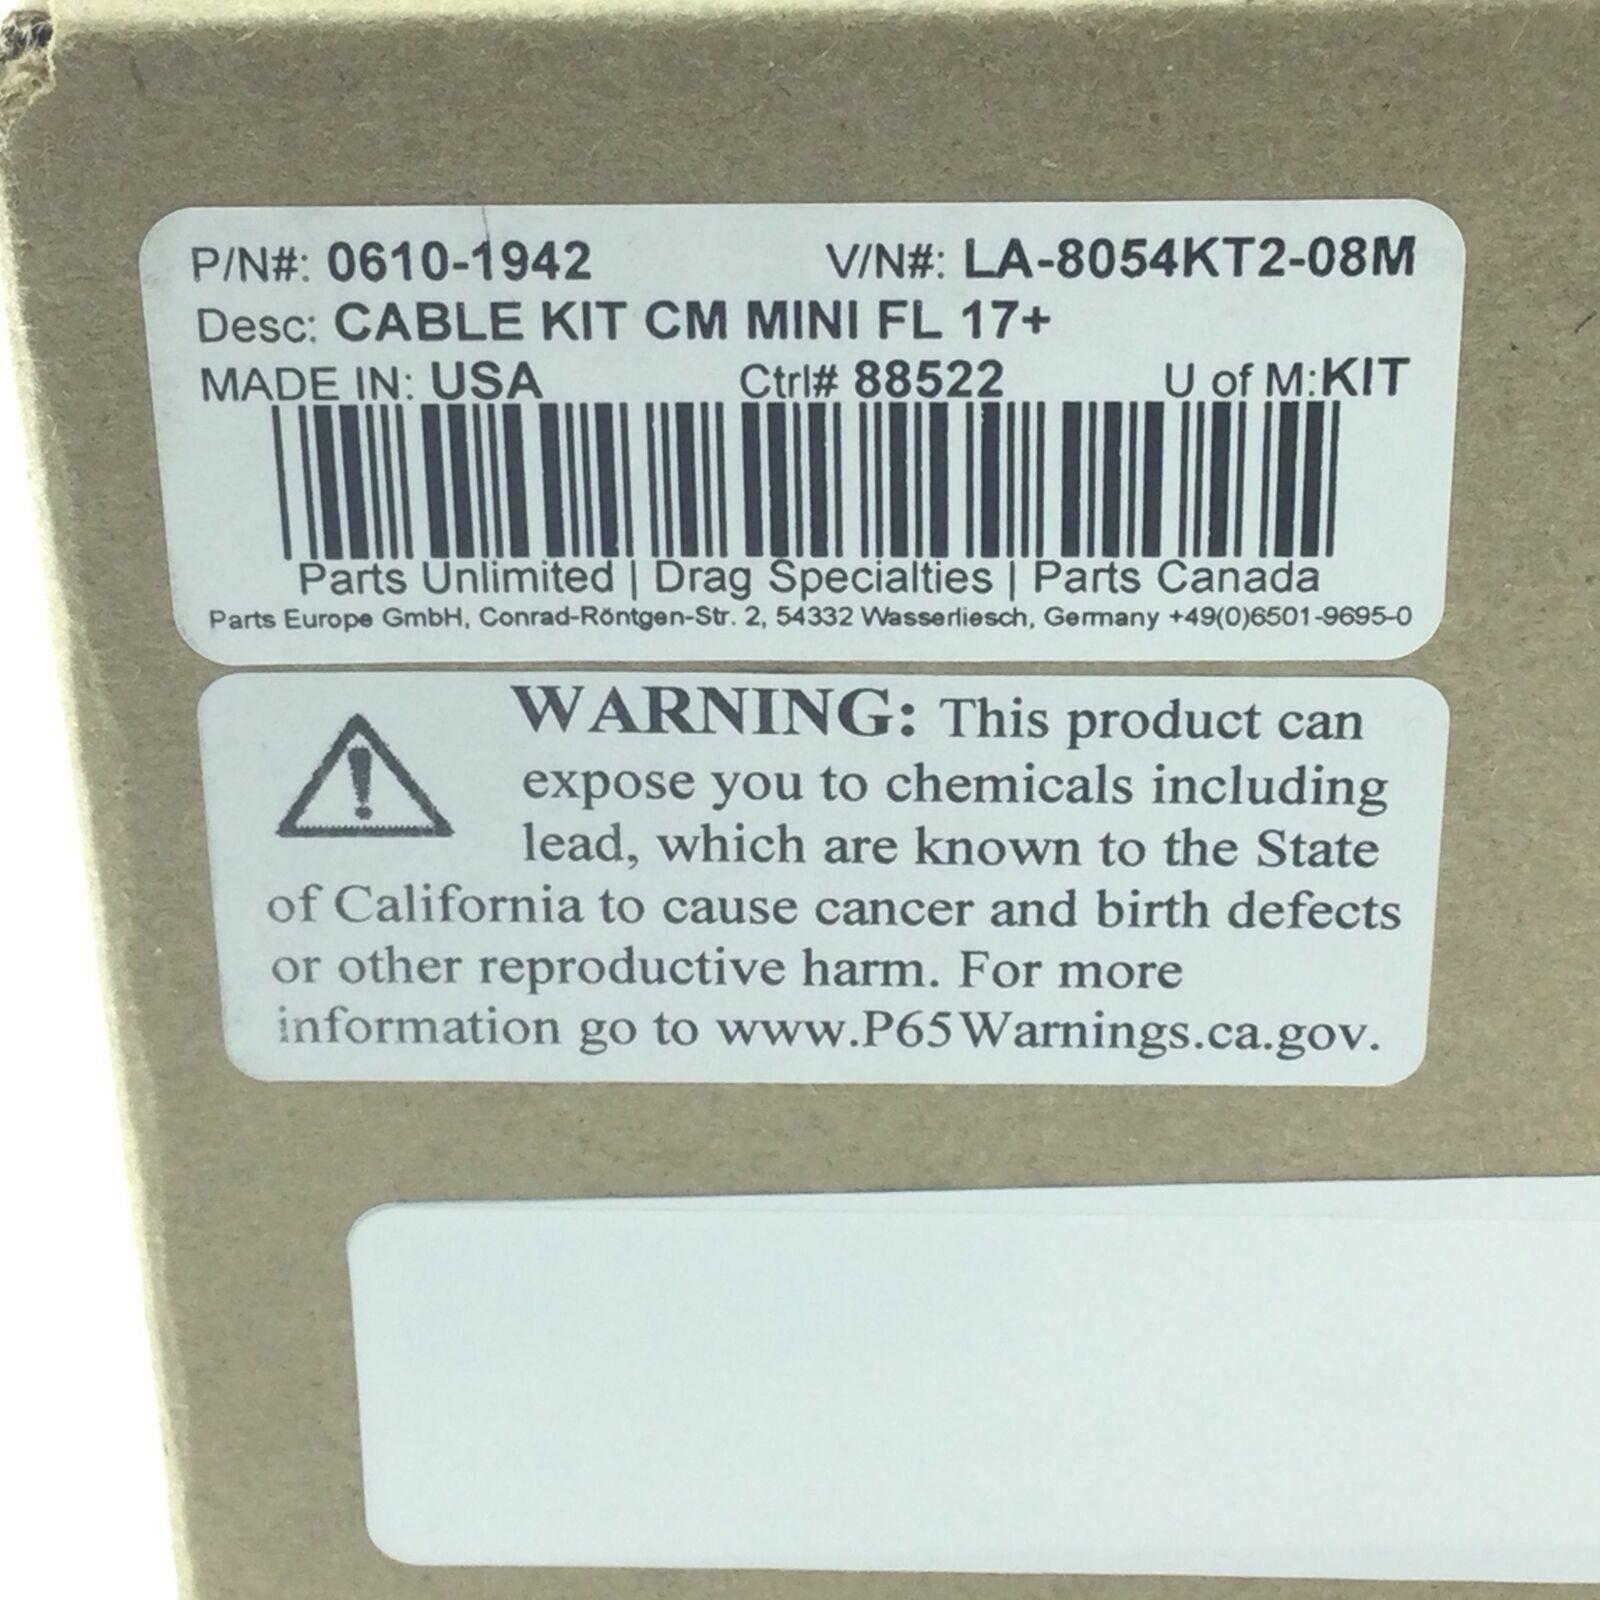 P/N#: 0610-1942 V/N#: LA-8054KT2-08M
Desc: CABLE KIT CM MINI FL 17+
MADE IN: USA Ctrl# 88522 U of M:KIT
Parts Unlimited | Drag Specialties | Parts Canada
Parts Europe GmbH, Conrad-Röntgen-Str. 2, 54332 Wasserliesch, Germany +49(0)6501-9695-0
WARNING: This product can
expose you to chemicals including
lead, which are known to the State
of California to cause cancer and birth defects
or other reproductive harm. For more
information go to www.P65Warnings.ca.gov.